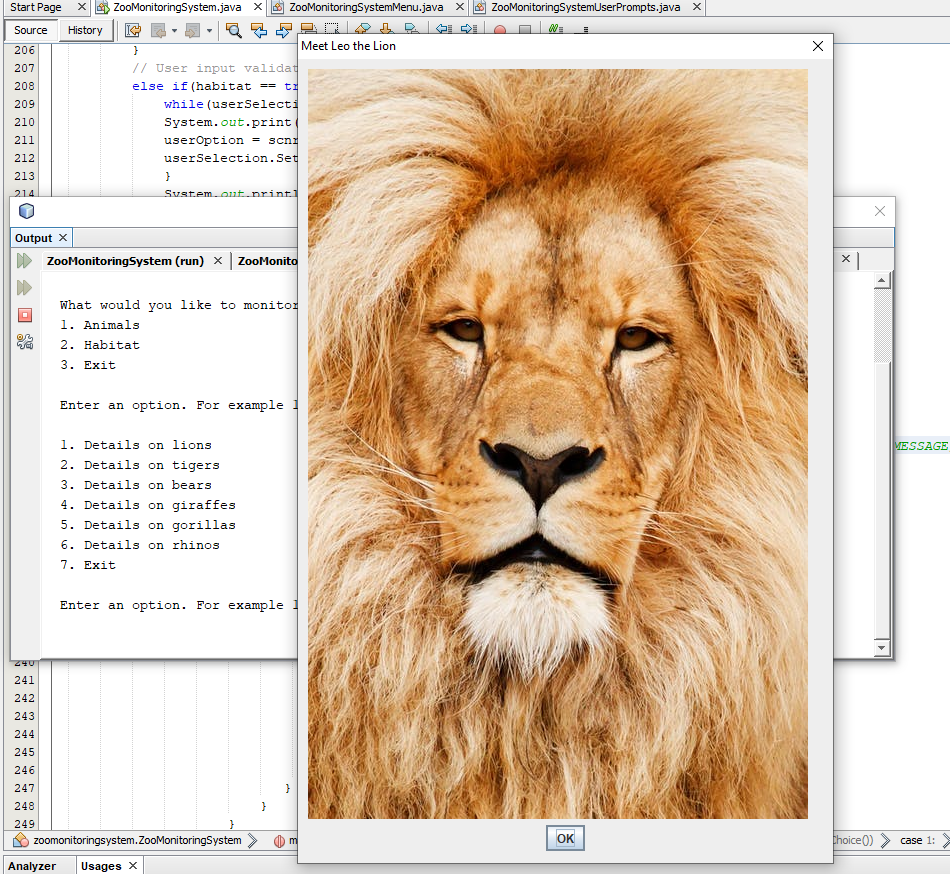 Start Page
ZooMonitoringSystem.java
ZooMonitoringSystemMenu.java
ZooMonitoringSystemUserPrompts.java
Source
History
Meet Leo the Lion
206 }
207 // User input validat
208 else if(habitat == tr
209 while(userSelecti
210 System.out.print(
211 userOption = scnr
212 userSelection.Set
213 }
214 System.out.printl
Output
ZooMonitoringSystem (run)
ZooMonito
What would you like to monitor
1. Animals
2. Habitat
3. Exit
Enter an option. For example 1
MESSAGE
1. Details on lions
2. Details on tigers
3. Details on bears
4. Details on giraffes
5. Details on gorillas
6. Details on rhinos
7. Exit
Enter an option. For example 1
240
241
242
243
244
245
246
247 }
248 }
249 }
OK
zoomonitoringsystem.ZooMonitoringSystem
m
Choice())
case 1:
Analyzer
Usages